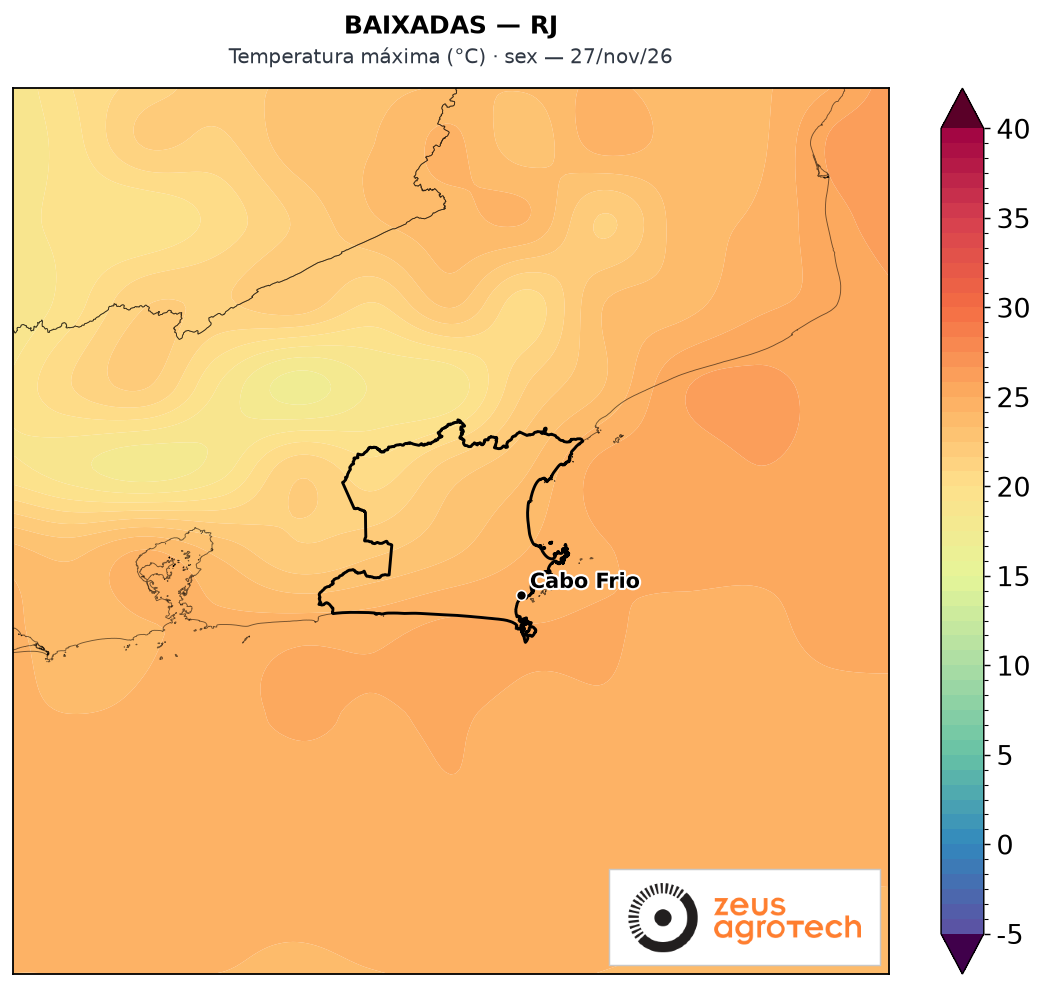 BAIXADAS — RJ
Temperatura máxima (°C) · sex — 27/nov/26
40
35
30
25
20
15
10
5
0
-5
Cabo Frio
zeus
agrotech